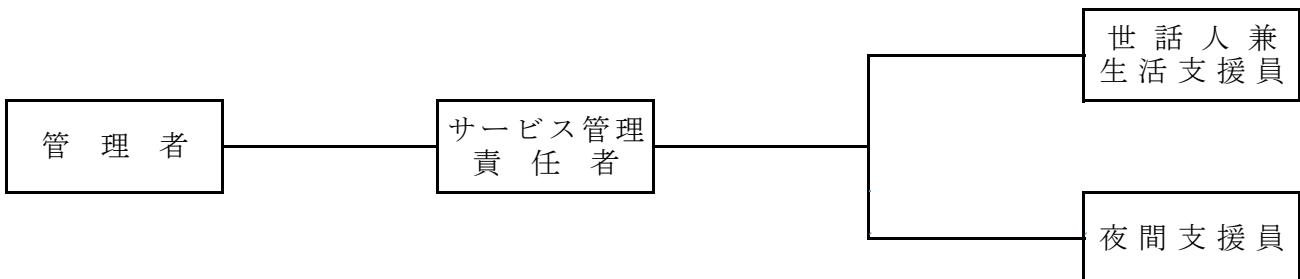 管理者
サービス管理
責任者
世話人兼
生活支援員
夜間支援員